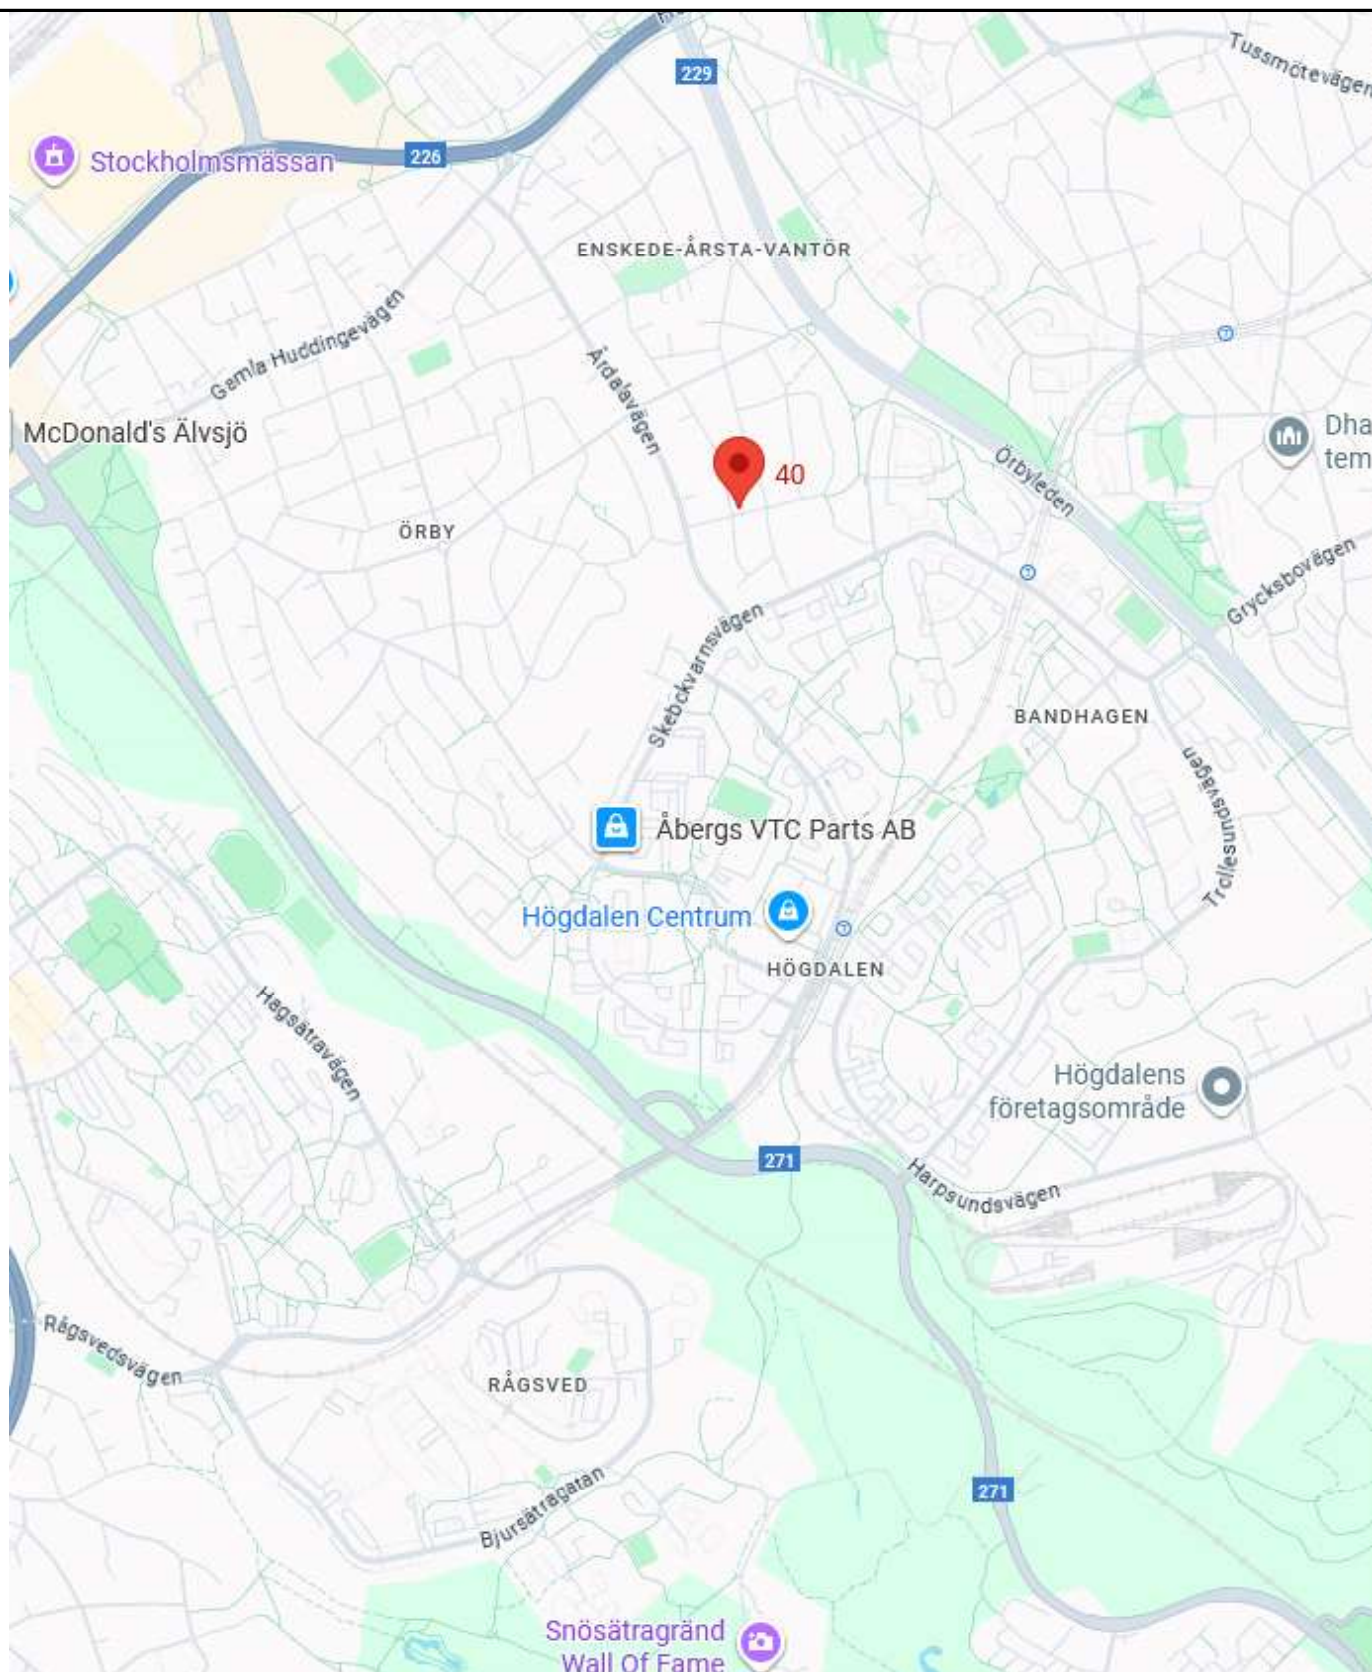 Tussmötevägen
229
226
Stockholmsmässan
ENSKEDE-ÅRSTA-VANTÖR
Gamla Huddingevägen
Årdalavägen
McDonald's Älvsjö
Dha
tem
40
Örbyleden
ÖRBY
Grycksbovägen
Skebokvarnsvägen
BANDHAGEN
Trollesundsvägen
Åbergs VTC Parts AB
Högdalen Centrum
HÖGDALEN
Hagsätravägen
Högdalens
företagsområde
271
Harpsundsvägen
Rågsvedsvägen
RÅGSVED
271
Bjursätragatan
Snösätragränd
Wall Of Fame